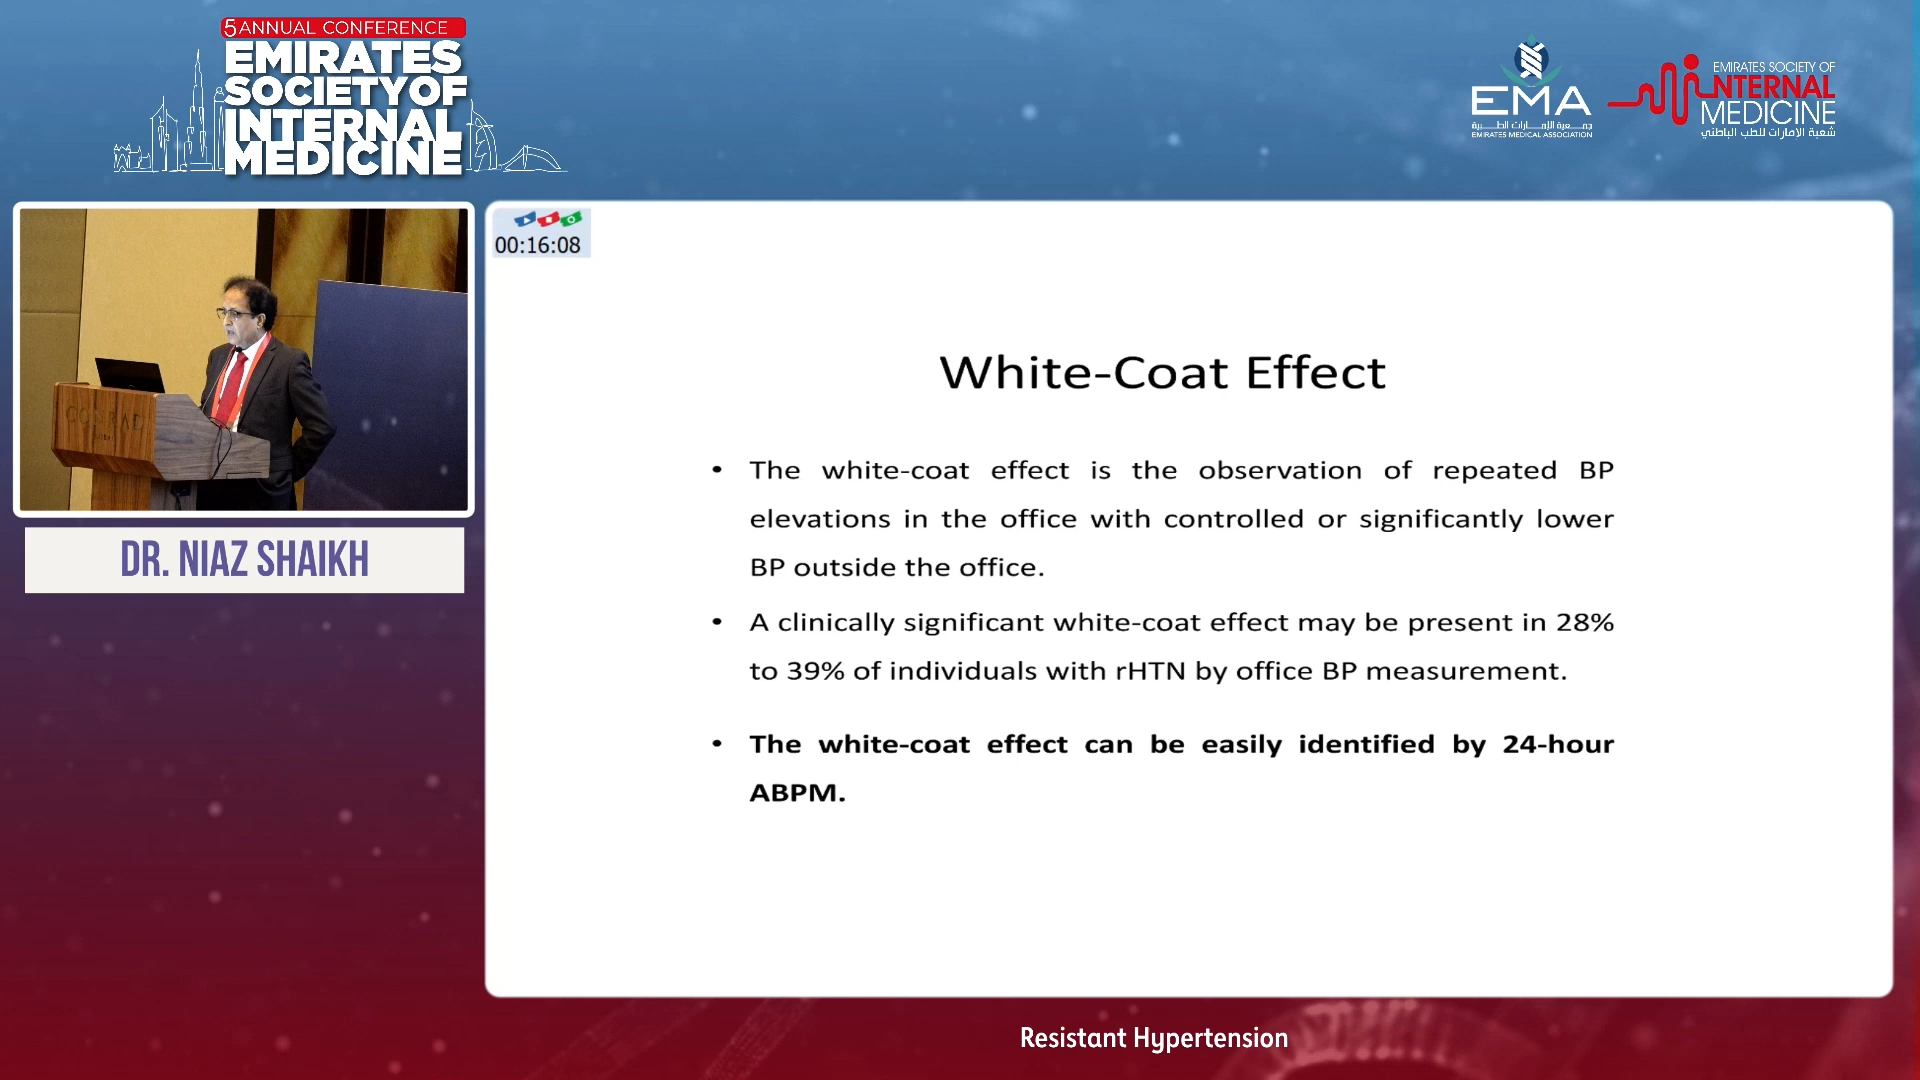 5 ANNUAL CONFERENCE
EMIRATES
SOCIETY OF
INTERNAL
MEDICINE
EMA
جمعية الإمارات الطبية
EMIRATES MEDICAL ASSOCIATION
EMIRATES SOCIETY OF
INTERNAL
MEDICINE
شعبة الإمارات للطب الباطني
CONRAD
DR. NIAZ SHAIKH
00:16:08
White-Coat Effect
• The white-coat effect is the observation of repeated BP
elevations in the office with controlled or significantly lower
BP outside the office.
• A clinically significant white-coat effect may be present in 28%
to 39% of individuals with rHTN by office BP measurement.
• The white-coat effect can be easily identified by 24-hour
ABPM.
Resistant Hypertension